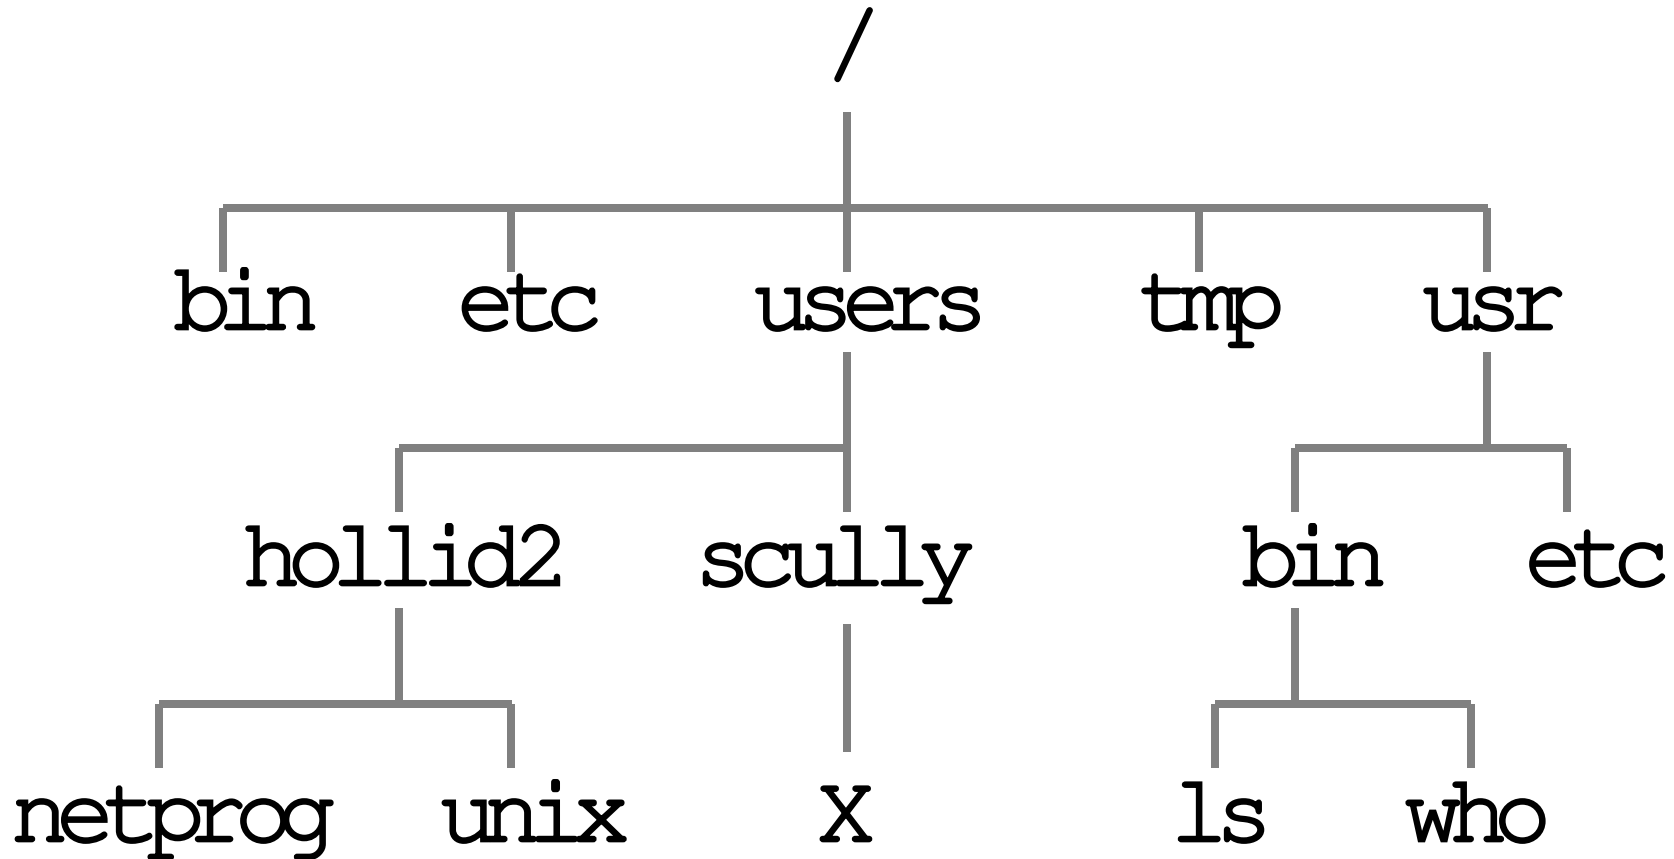 /
bin etc users tmp usr
hollid2 scully bin etc
netprog unix X ls who